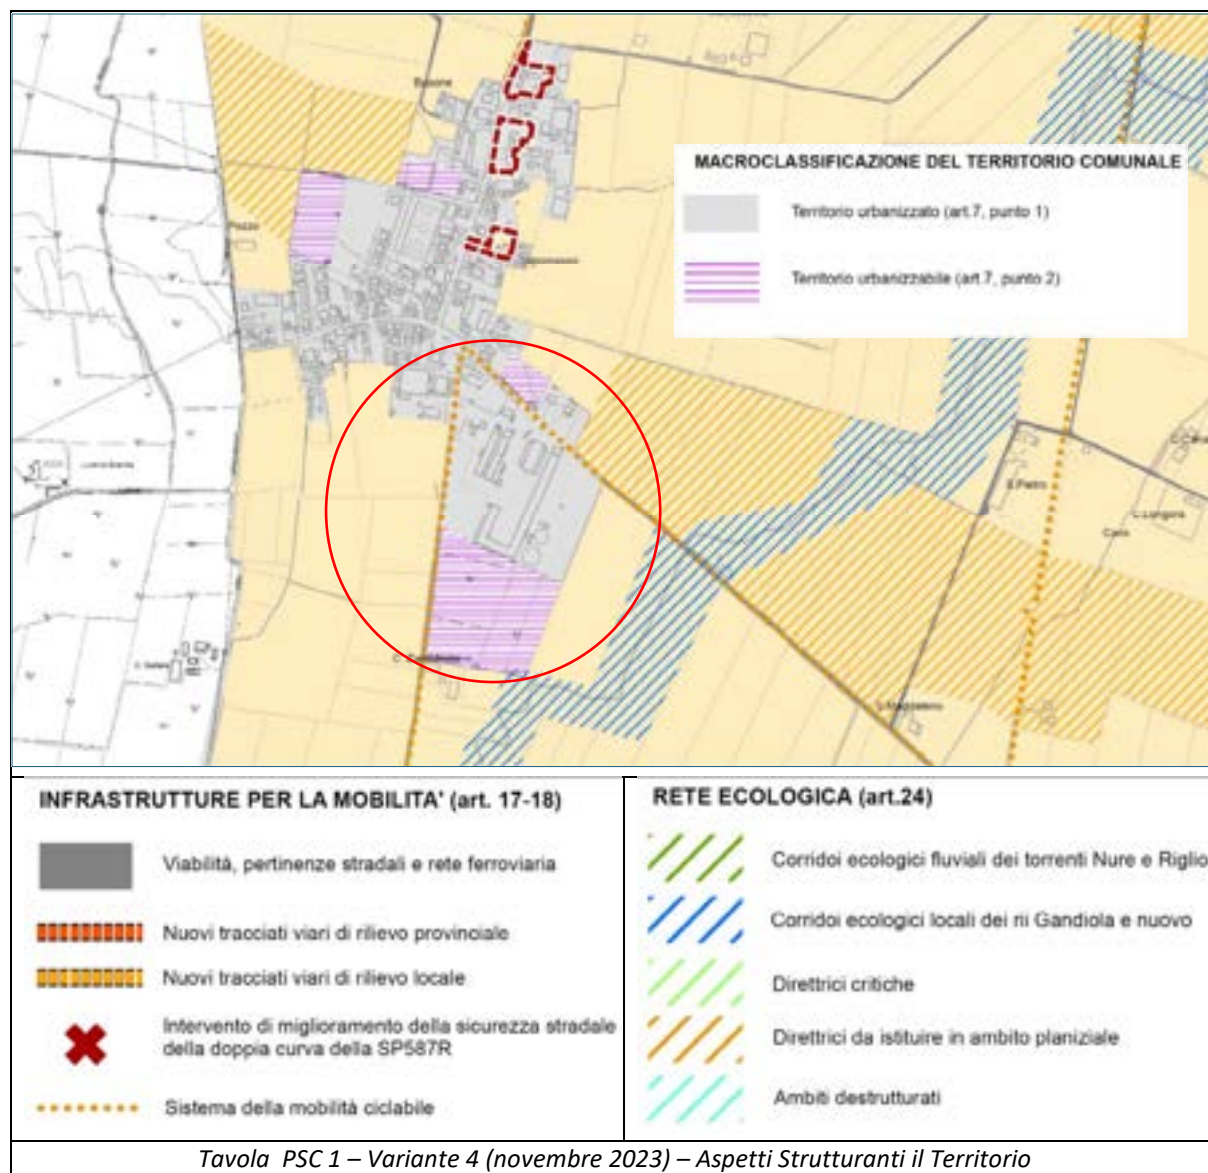 MACROCLASSIFICAZIONE DEL TERRITORIO COMUNALE
Territorio urbanizzato (art.7, punto 1)
Territorio urbanizzabile (art.7, punto 2)
Pozzo
S.Pietro
INFRASTRUTTURE PER LA MOBILITA' (art. 17-18)
Viabilità, pertinenze stradali e rete ferroviaria
Nuovi tracciati viari di rilievo provinciale
Nuovi tracciati viari di rilievo locale
Intervento di miglioramento della sicurezza stradale
della doppia curva della SP587R
Sistema della mobilità ciclabile
RETE ECOLOGICA (art.24)
Corridoi ecologici fluviali dei torrenti Nure e Riglio
Corridoi ecologici locali dei rii Gandiola e nuovo
Direttrici critiche
Direttrici da istituire in ambito planiziale
Ambiti destrutturati
Tavola PSC 1 – Variante 4 (novembre 2023) – Aspetti Strutturanti il Territorio